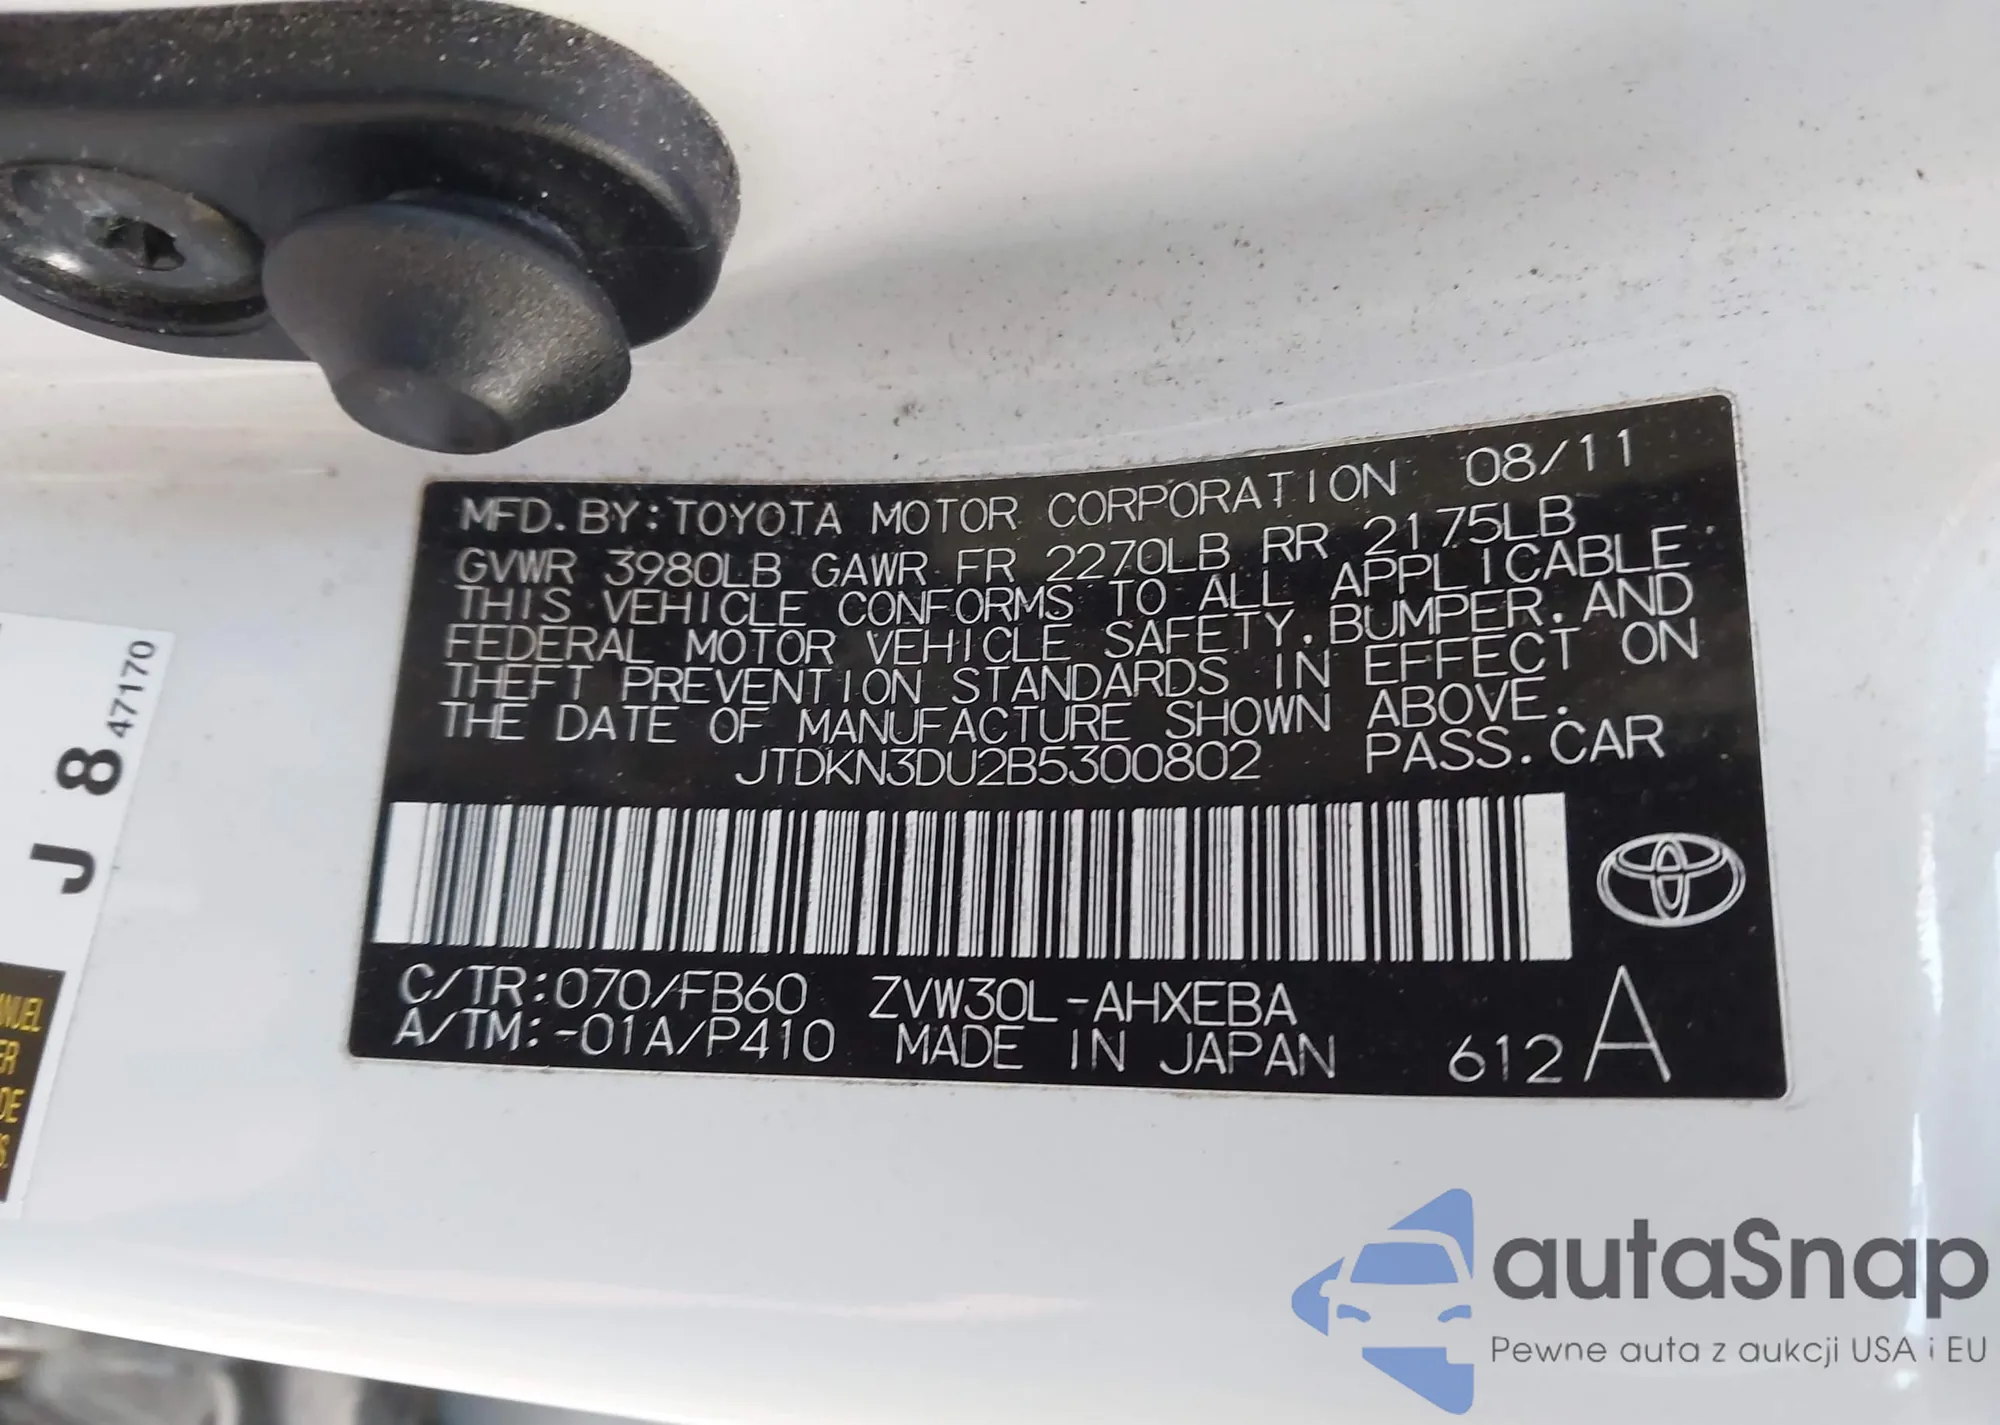 MFD.BY:TOYOTA MOTOR CORPORATION 08/11
GVWR 3980LB GAWR FR 2270LB RR 2175LB
THIS VEHICLE CONFORMS TO ALL APPLICABLE
FEDERAL MOTOR VEHICLE SAFETY, BUMPER, AND
THEFT PREVENTION STANDARDS IN EFFECT ON
THE DATE OF MANUFACTURE SHOWN ABOVE.
JTDKN3DU2B5300802 PASS.CAR
C/TR:070/FB60 ZVW30L-AHXEBA
A/TM:-01A/P410 MADE IN JAPAN 612 A
J 8 47170
autaSnap
Pewne auta z aukcji USA i EU